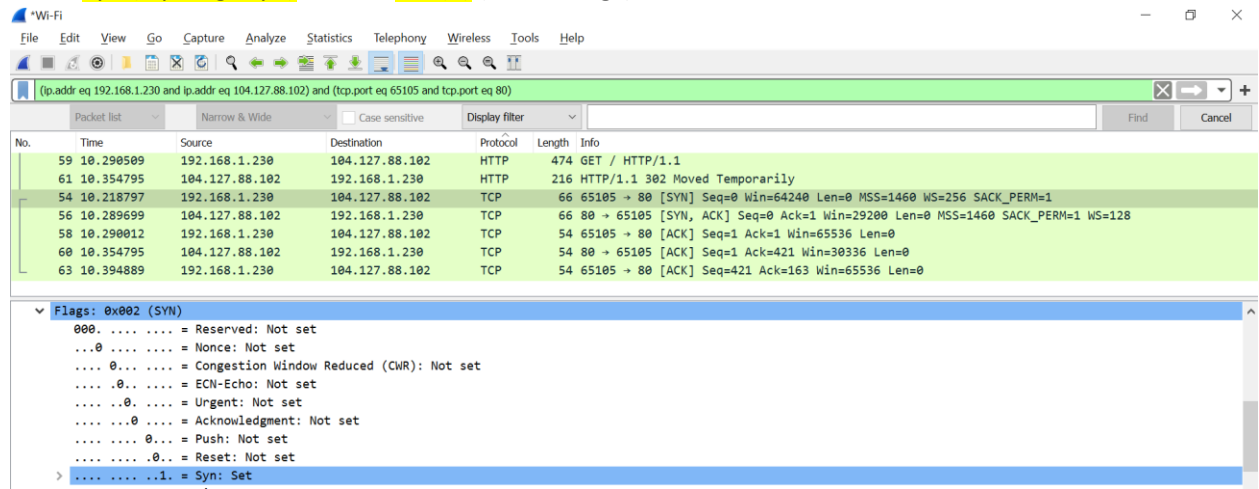 *Wi-Fi
File Edit View Go Capture Analyze Statistics Telephony Wireless Tools Help
(ip.addr eq 192.168.1.230 and ip.addr eq 104.127.88.102) and (tcp.port eq 65105 and tcp.port eq 80)
Packet list Narrow & Wide Case sensitive Display filter Find Cancel
No. Time Source Destination Protocol Length Info
59 10.290509 192.168.1.230 104.127.88.102 HTTP 474 GET / HTTP/1.1
61 10.354795 104.127.88.102 192.168.1.230 HTTP 216 HTTP/1.1 302 Moved Temporarily
54 10.218797 192.168.1.230 104.127.88.102 TCP 66 65105 → 80 [SYN] Seq=0 Win=64240 Len=0 MSS=1460 WS=256 SACK_PERM=1
56 10.289699 104.127.88.102 192.168.1.230 TCP 66 80 → 65105 [SYN, ACK] Seq=0 Ack=1 Win=29200 Len=0 MSS=1460 SACK_PERM=1 WS=128
58 10.290012 192.168.1.230 104.127.88.102 TCP 54 65105 → 80 [ACK] Seq=1 Ack=1 Win=65536 Len=0
60 10.354795 104.127.88.102 192.168.1.230 TCP 54 80 → 65105 [ACK] Seq=1 Ack=421 Win=30336 Len=0
63 10.394889 192.168.1.230 104.127.88.102 TCP 54 65105 → 80 [ACK] Seq=421 Ack=163 Win=65536 Len=0
Flags: 0x002 (SYN)
000. .... .... = Reserved: Not set
...0 .... .... = Nonce: Not set
.... 0... .... = Congestion Window Reduced (CWR): Not set
.... .0.. .... = ECN-Echo: Not set
.... ..0. .... = Urgent: Not set
.... ...0 .... = Acknowledgment: Not set
.... .... 0... = Push: Not set
.... .... .0.. = Reset: Not set
.... .... ..1. = Syn: Set